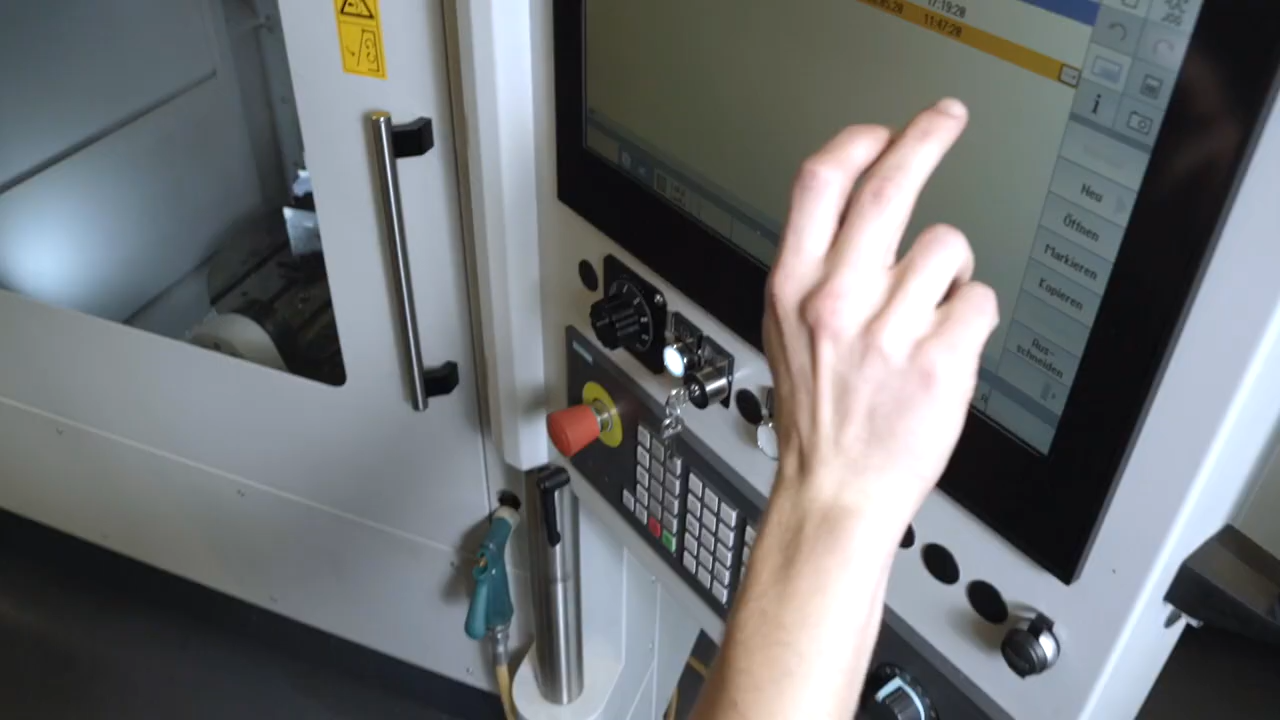 17:19:28
11:47:28
i
Neu
Öffnen
Markieren
Kopieren
Aus-
schneiden